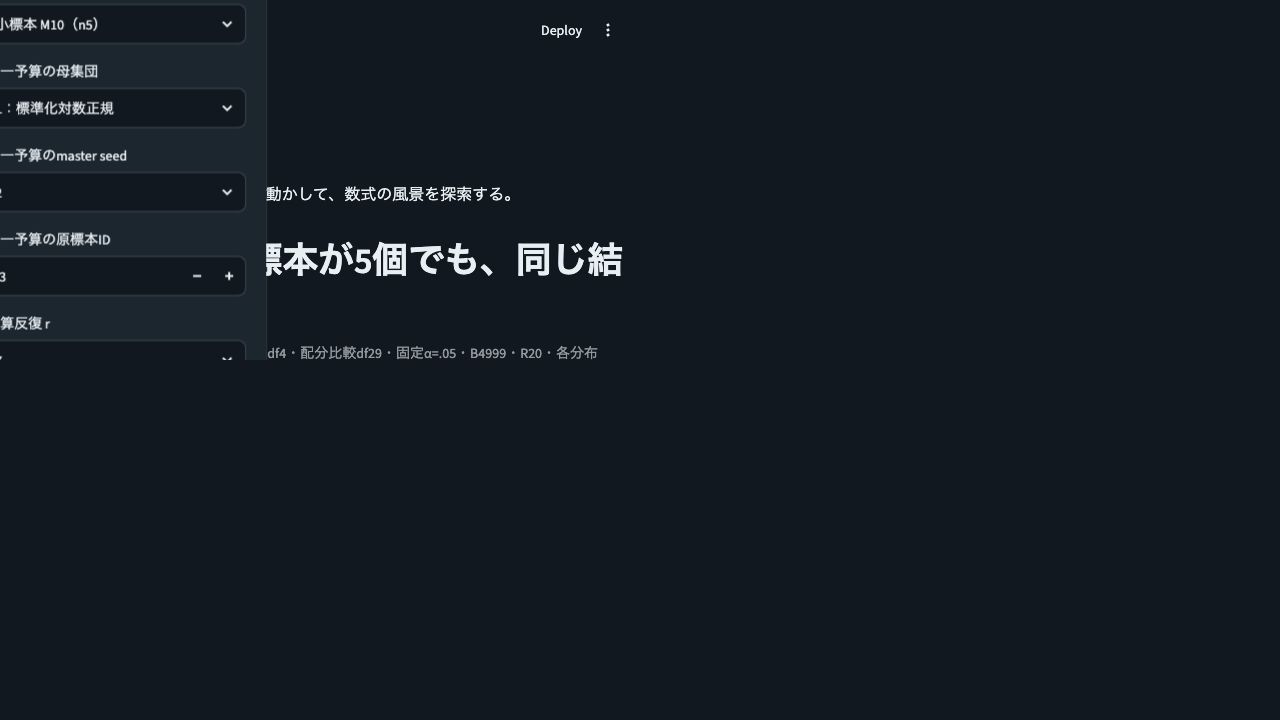 小標本 M10（n5）
一予算の母集団
：標準化対数正規
一予算のmaster seed
2
一予算の原標本ID
3
算反復 r
Deploy
動かして、数式の風景を探索する。
標本が5個でも、同じ結
df4・配分比較df29・固定α=.05・B4999・R20・各分布